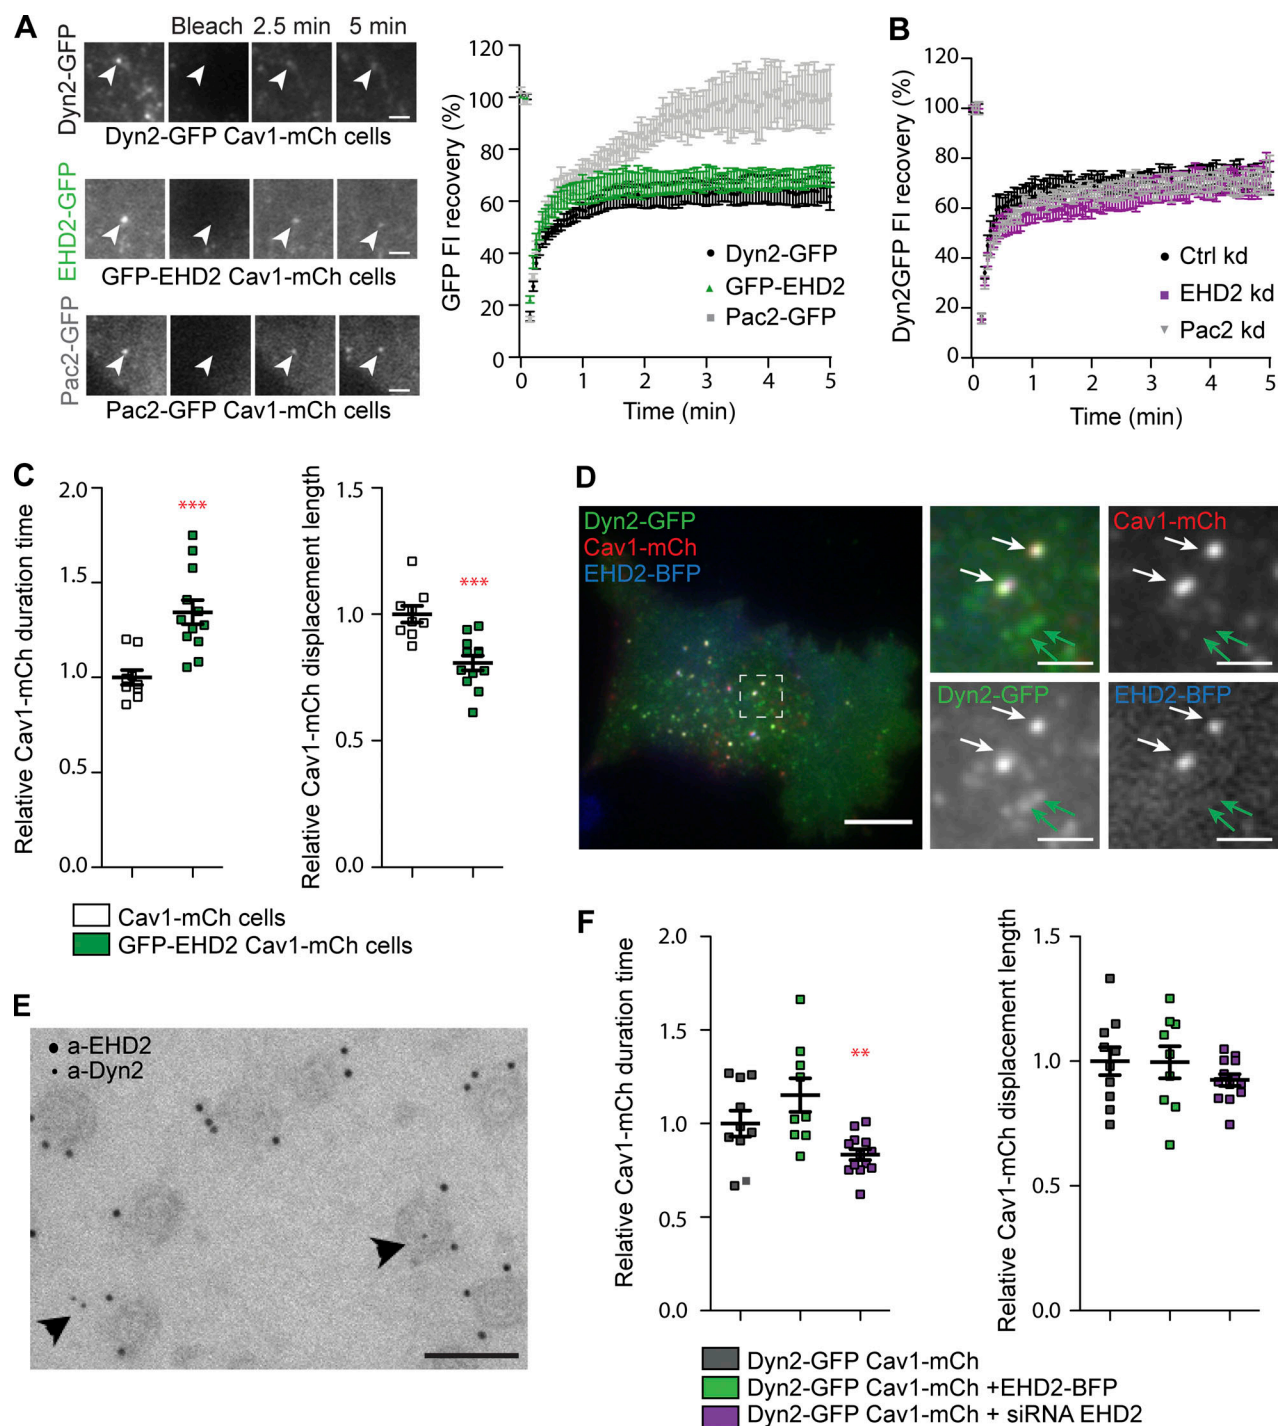 A
Bleach 2.5 min 5 min
Dyn2-GFP
Dyn2-GFP Cav1-mCh cells
EHD2-GFP
GFP-EHD2 Cav1-mCh cells
Pac2-GFP
Pac2-GFP Cav1-mCh cells
GFP FI recovery (%)
120
100
80
60
40
20
0
0 1 2 3 4 5
Time (min)
Dyn2-GFP
GFP-EHD2
Pac2-GFP
B
Dyn2GFP FI recovery (%)
120
100
80
60
40
20
0
0 1 2 3 4 5
Time (min)
Ctrl kd
EHD2 kd
Pac2 kd
C
Relative Cav1-mCh duration time
2.0
1.5
1.0
0.5
0.0
***
Relative Cav1-mCh displacement length
1.5
1.0
0.5
0.0
***
Cav1-mCh cells
GFP-EHD2 Cav1-mCh cells
D
Dyn2-GFP
Cav1-mCh
EHD2-BFP
Cav1-mCh
Dyn2-GFP
EHD2-BFP
E
a-EHD2
a-Dyn2
F
Relative Cav1-mCh duration time
2.0
1.5
1.0
0.5
0.0
**
Relative Cav1-mCh displacement length
1.5
1.0
0.5
0.0
Dyn2-GFP Cav1-mCh
Dyn2-GFP Cav1-mCh +EHD2-BFP
Dyn2-GFP Cav1-mCh + siRNA EHD2